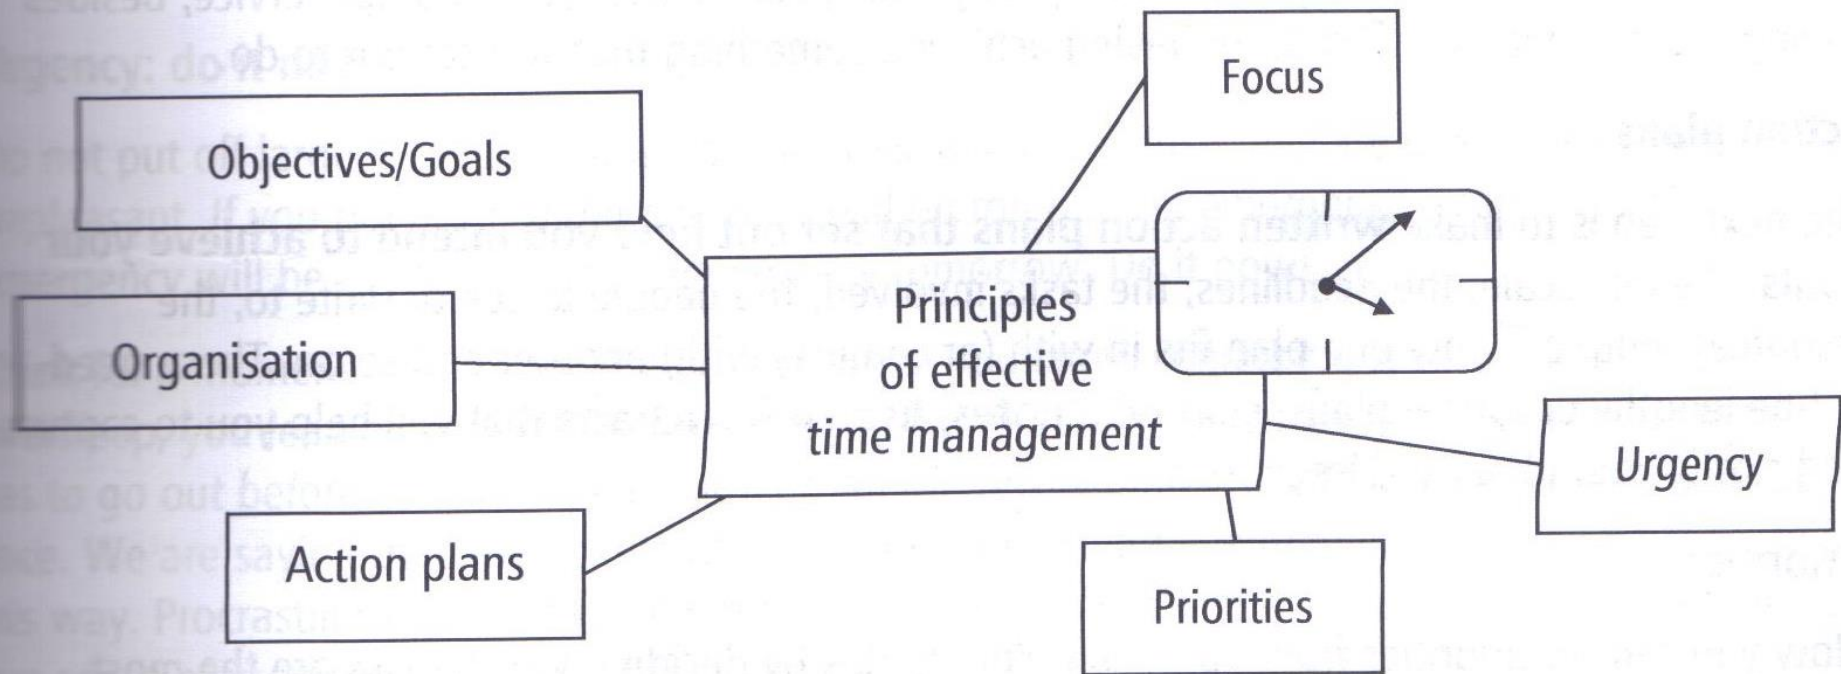 Focus
Objectives/Goals
Principles
of effective
time management
Organisation
Urgency
Action plans
Priorities